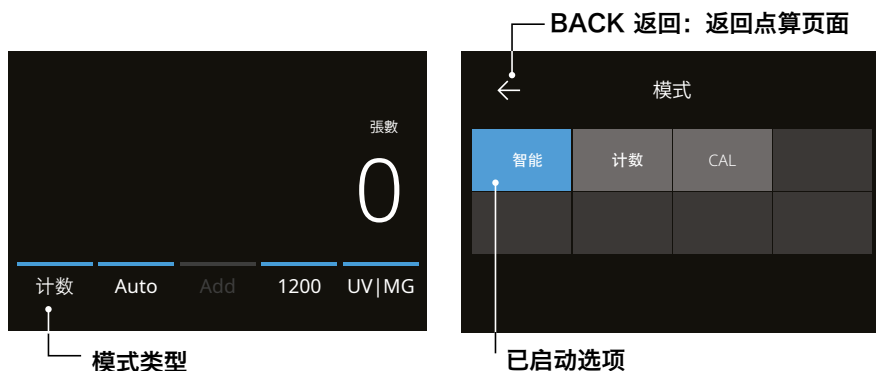 BACK 返回：返回点算页面
張數
0
计数 Auto Add 1200 UV|MG
模式类型
模式
智能 计数 CAL
已启动选项